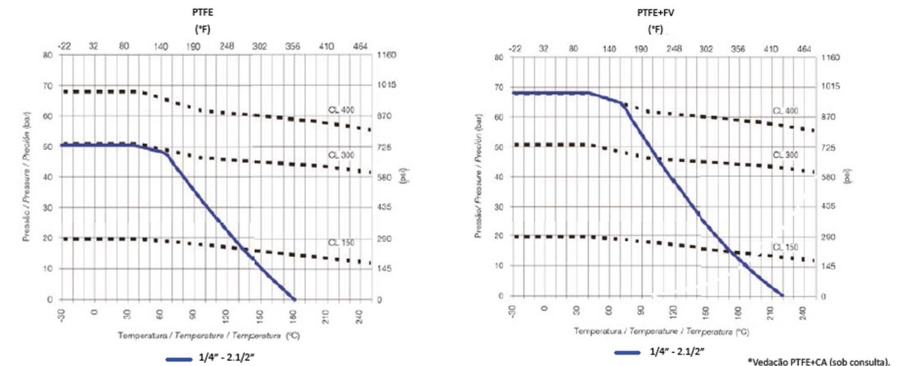 PTFE
(°F)
-22 32 80 140 190 248 302 356 410 464
80 70 60 50 40 30 20 10 0
Pressão / Pressure / Presión (bar)
1160 1015 870 725 580 435 290 145 0
(psi)
CL 400
CL 300
CL 150
-30 0 30 60 90 120 150 180 210 240
Temperatura / Temperature / Temperatura (°C)
1/4” - 2.1/2”
PTFE+FV
(°F)
-22 32 80 140 190 248 302 356 410 464
80 70 60 50 40 30 20 10 0
Pressão/ Pressure / Presión (bar)
1160 1015 870 725 580 435 290 145 0
(psi)
CL 400
CL 300
CL 150
-30 0 30 60 90 120 150 180 210 240
Temperatura / Temperature / Temperatura (°C)
1/4” - 2.1/2”
*Vedação PTFE+CA (sob consulta).